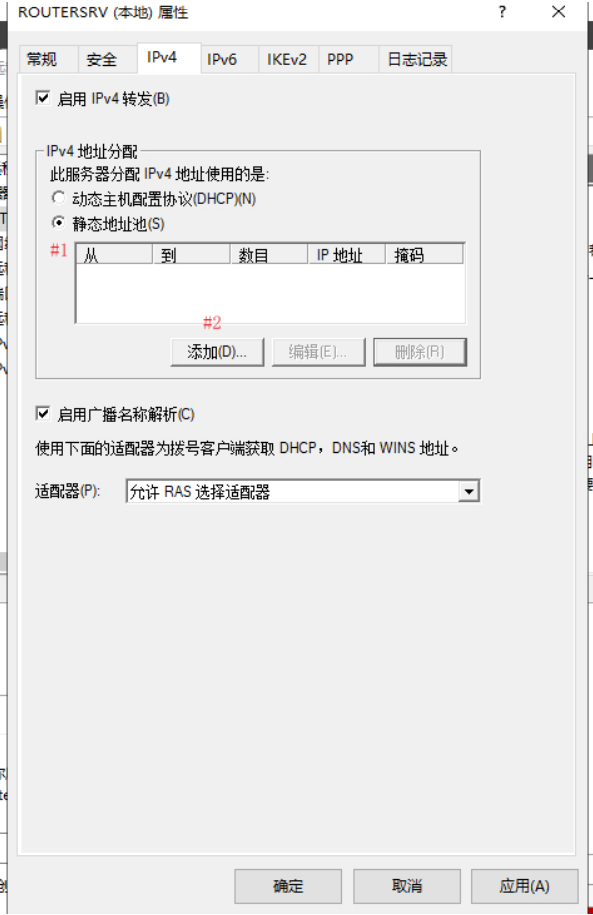 ROUTERSRV (本地) 属性 ?
常规 安全 IPv4 IPv6 IKEv2 PPP 日志记录
启用 IPv4 转发(B)
IPv4 地址分配
此服务器分配 IPv4 地址使用的是:
动态主机配置协议(DHCP)(N)
静态地址池(S)
#1 从 到 数目 IP 地址 掩码
#2
添加(D)... 编辑(E)... 删除(R)
启用广播名称解析(C)
使用下面的适配器为拨号客户端获取 DHCP，DNS和 WINS 地址。
适配器(P): 允许 RAS 选择适配器
确定 取消 应用(A)